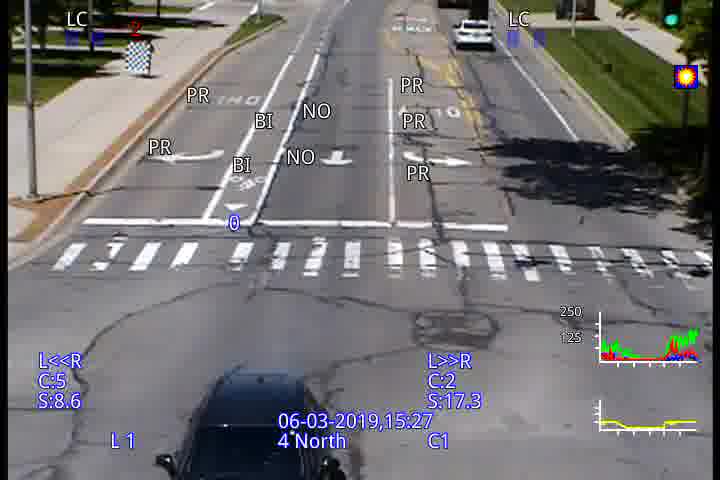 LC
LC
2
PR
PR
BI
NO
PR
PR
BI
NO
PR
0
250
125
L<<R
C:5
S:8.6
L>>R
C:2
S:17.3
06-03-2019,15:27
L 1
4 North
C1